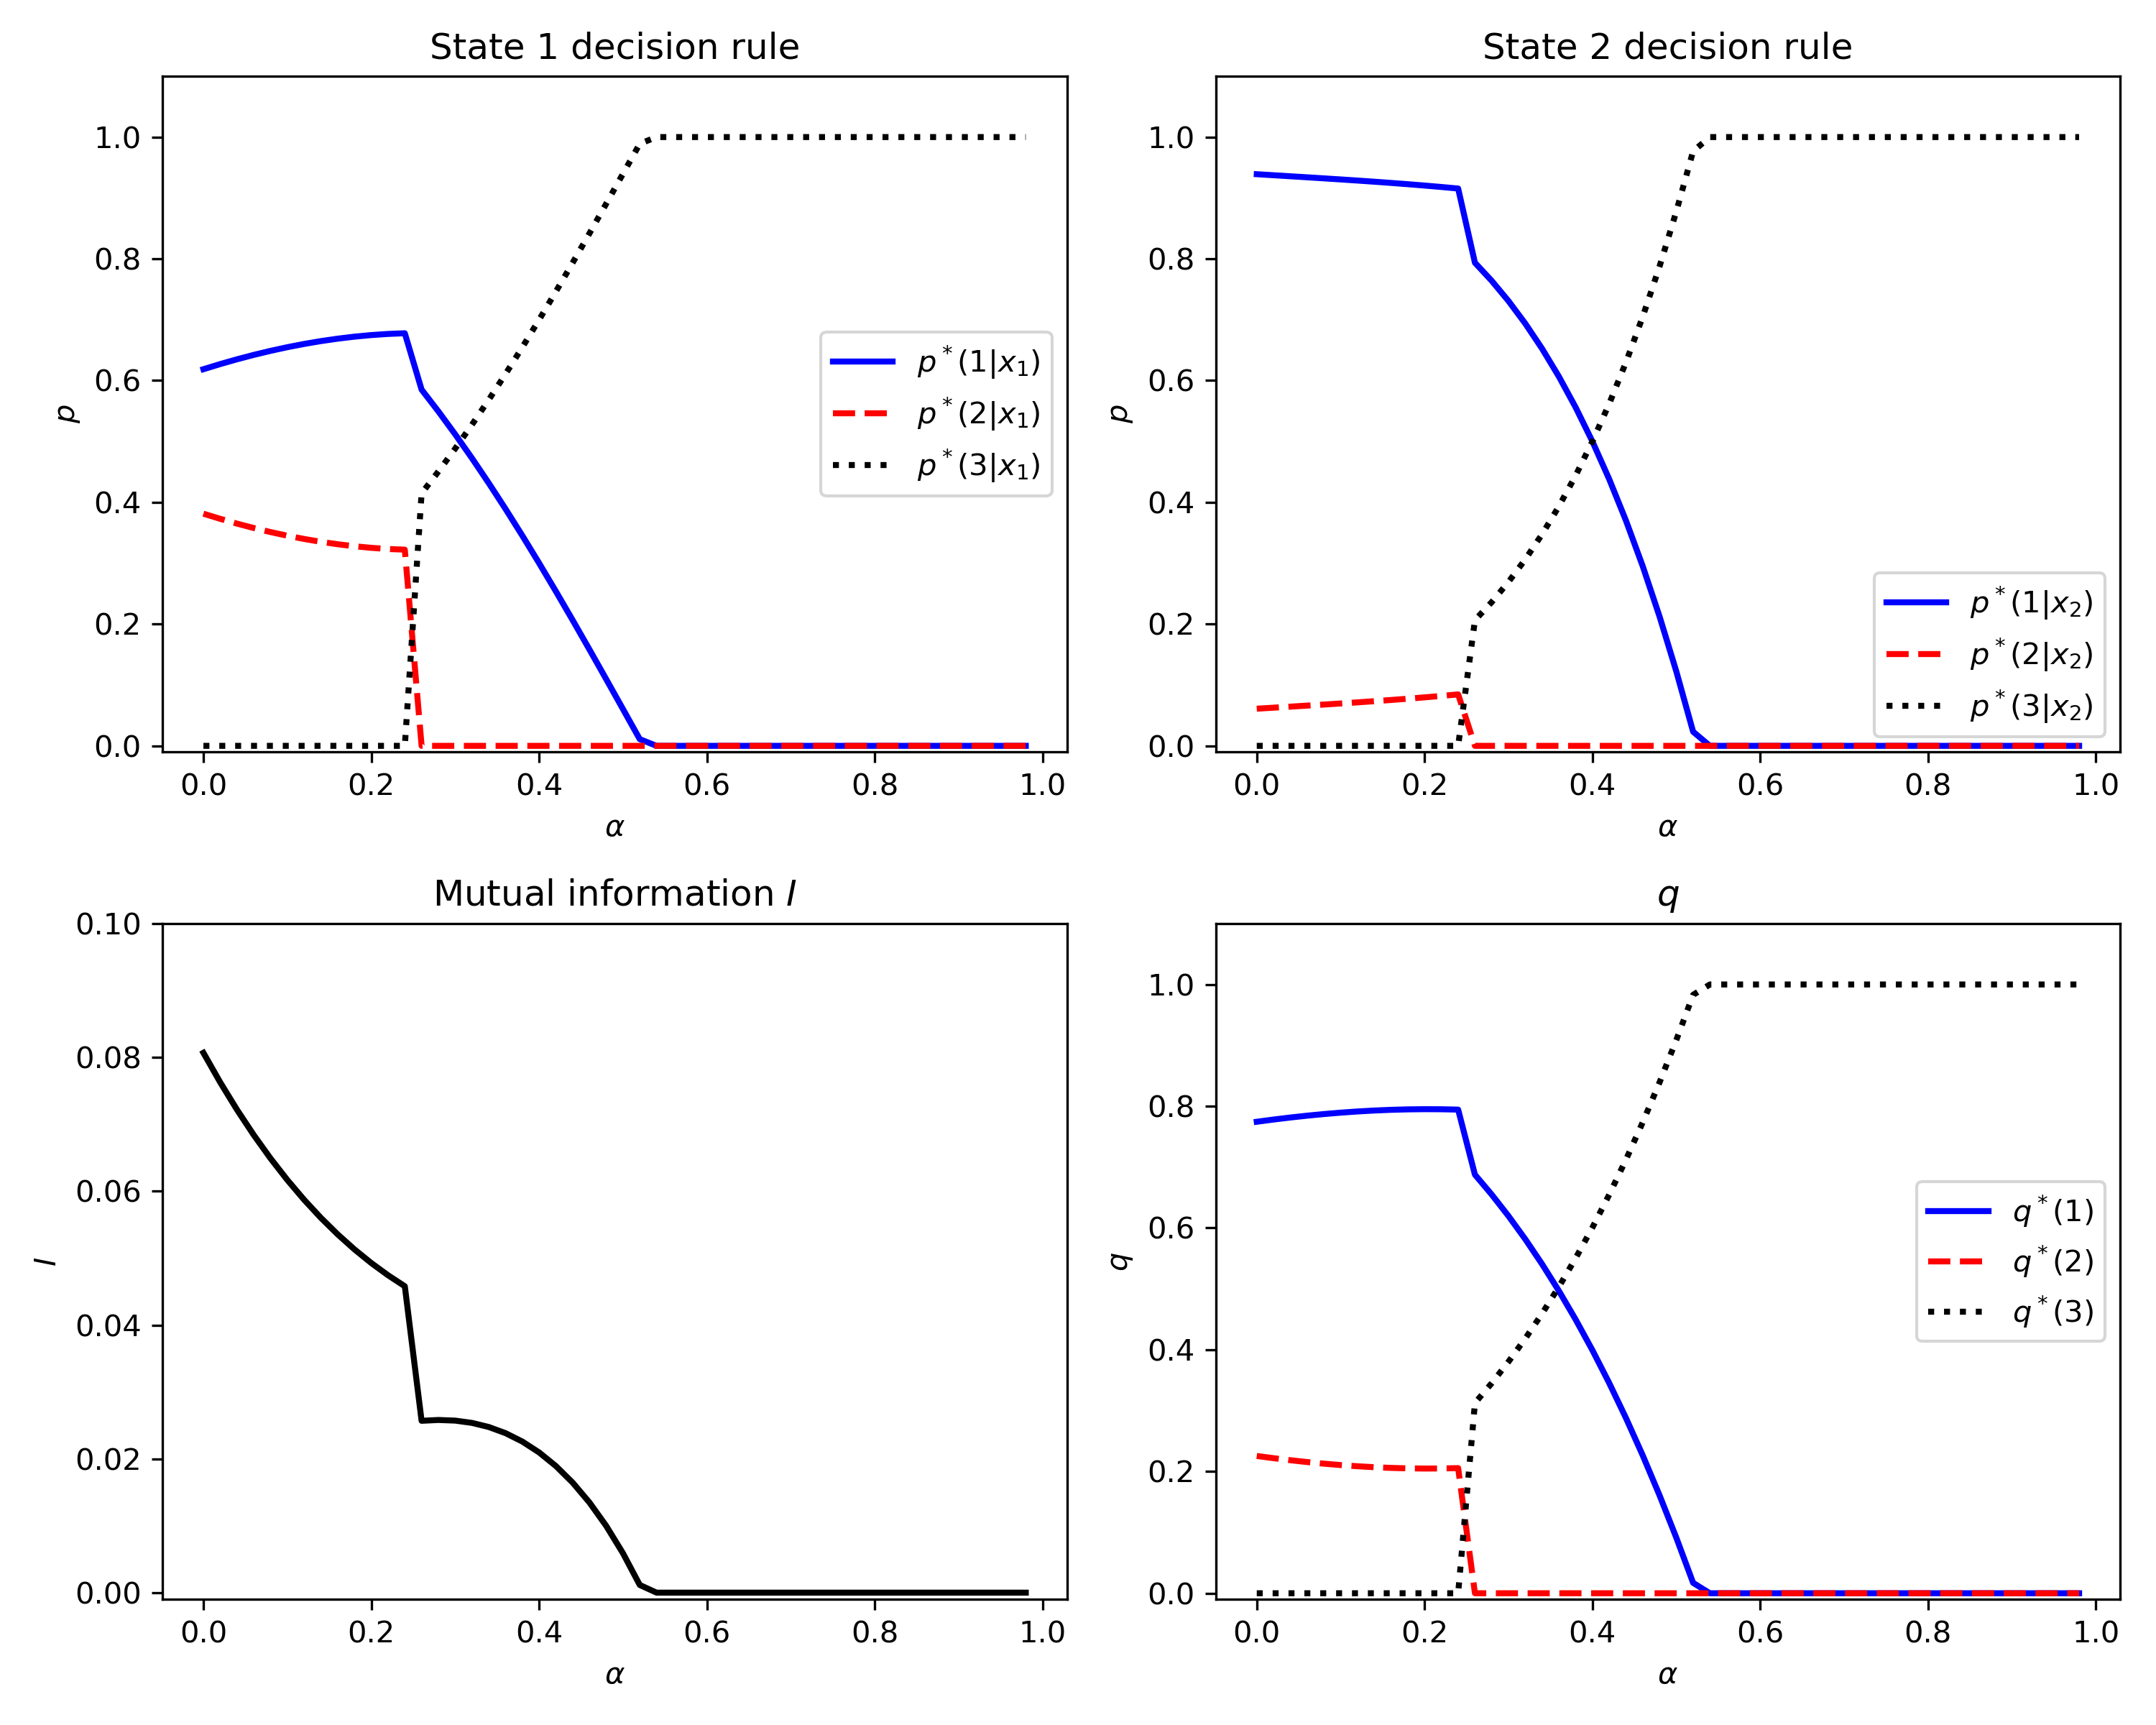 State 1 decision rule
1.0
0.8
0.6
0.4
0.2
0.0
p
p*(1|x₁)
p*(2|x₁)
p*(3|x₁)
0.0 0.2 0.4 0.6 0.8 1.0
α
State 2 decision rule
1.0
0.8
0.6
0.4
0.2
0.0
p
p*(1|x₂)
p*(2|x₂)
p*(3|x₂)
0.0 0.2 0.4 0.6 0.8 1.0
α
Mutual information I
0.10
0.08
0.06
0.04
0.02
0.00
I
0.0 0.2 0.4 0.6 0.8 1.0
α
q
1.0
0.8
0.6
0.4
0.2
0.0
q
q*(1)
q*(2)
q*(3)
0.0 0.2 0.4 0.6 0.8 1.0
α